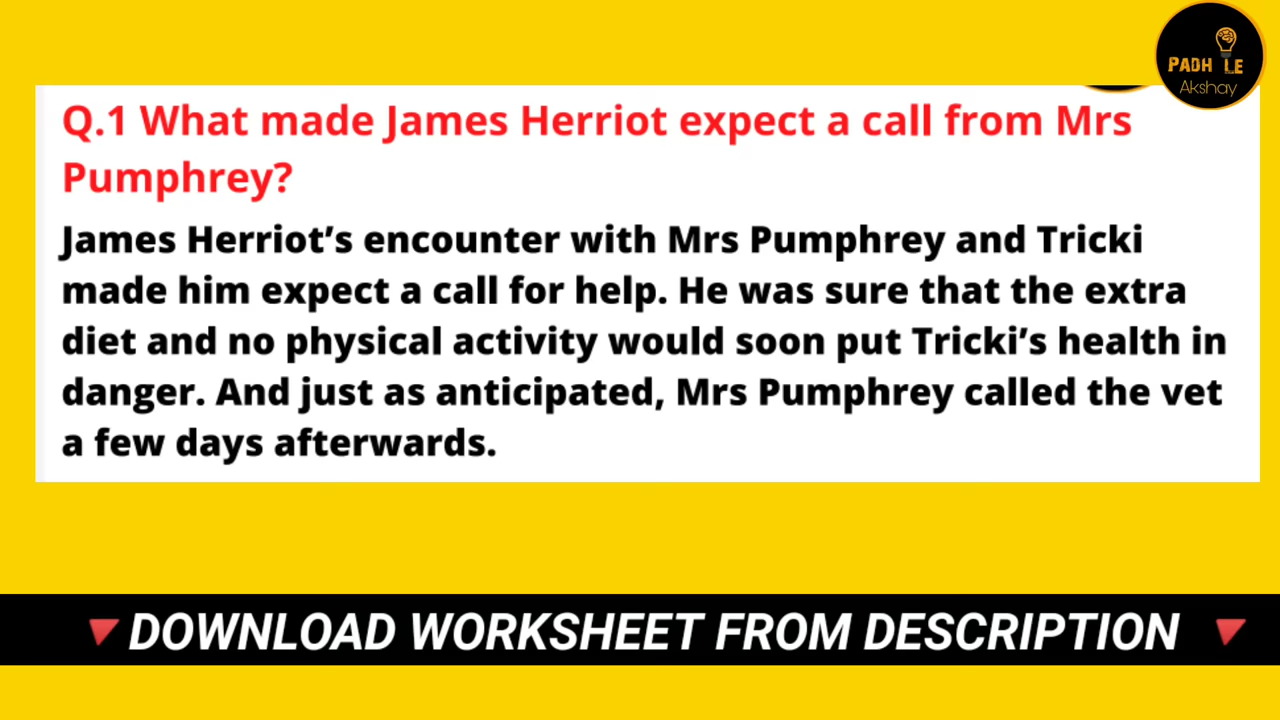 PADH LE
Akshay
Q.1 What made James Herriot expect a call from Mrs
Pumphrey?
James Herriot’s encounter with Mrs Pumphrey and Tricki
made him expect a call for help. He was sure that the extra
diet and no physical activity would soon put Tricki’s health in
danger. And just as anticipated, Mrs Pumphrey called the vet
a few days afterwards.
DOWNLOAD WORKSHEET FROM DESCRIPTION